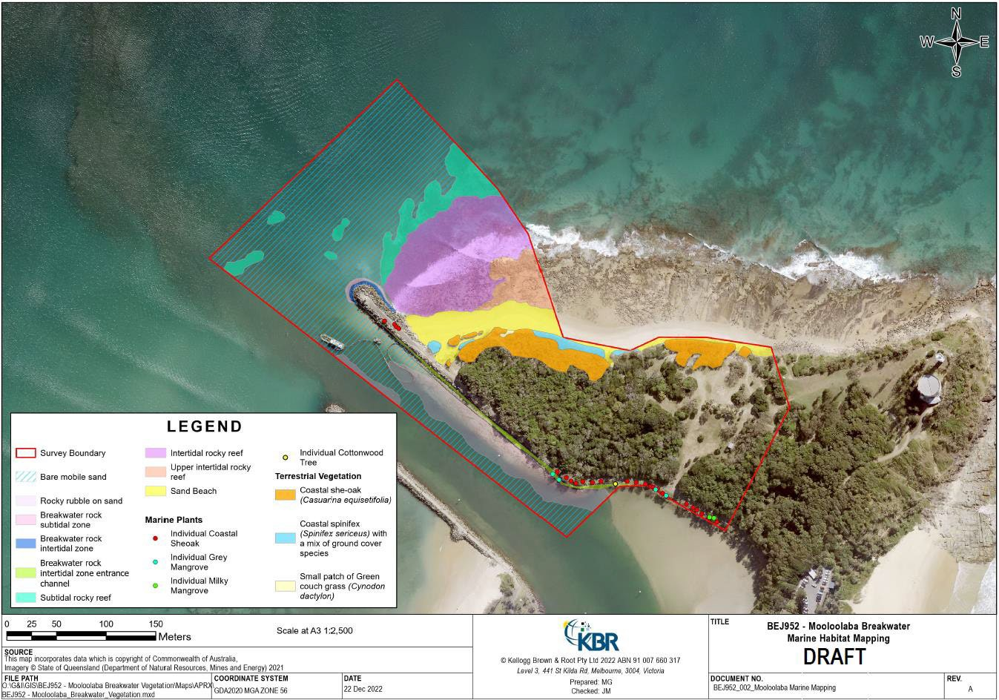 N
W E
S
LEGEND
Survey Boundary
Bare mobile sand
Rocky rubble on sand
Breakwater rock
subtidal zone
Breakwater rock
intertidal zone
Breakwater rock
intertidal zone entrance
channel
Subtidal rocky reef
Intertidal rocky reef
Upper intertidal rocky
reef
Sand Beach
Marine Plants
Individual Coastal
Sheoak
Individual Grey
Mangrove
Individual Milky
Mangrove
Individual Cottonwood
Tree
Terrestrial Vegetation
Coastal she-oak
(Casuarina equisetifolia)
Coastal spinifex
(Spinifex sericeus) with
a mix of ground cover
species
Small patch of Green
couch grass (Cynodon
dactylon)
0 25 50 100 150
Meters
Scale at A3 1:2,500
SOURCE
This map incorporates data which is copyright of Commonwealth of Australia,
Imagery © State of Queensland (Department of Natural Resources, Mines and Energy) 2021
FILE PATH
O:\G&I\GIS\BEJ952 - Mooloolaba Breakwater Vegetation\Maps\APRX\
BEJ952 - Mooloolaba_Breakwater_Vegetation.mxd
COORDINATE SYSTEM
GDA2020 MGA ZONE 56
DATE
22 Dec 2022
KBR
© Kellogg Brown & Root Pty Ltd 2022 ABN 91 007 660 317
Level 3, 441 St Kilda Rd, Melbourne, 3004, Victoria
Prepared: MG
Checked: JM
TITLE
BEJ952 - Mooloolaba Breakwater
Marine Habitat Mapping
DRAFT
DOCUMENT NO.
BEJ952_002_Mooloolaba Marine Mapping
REV.
A